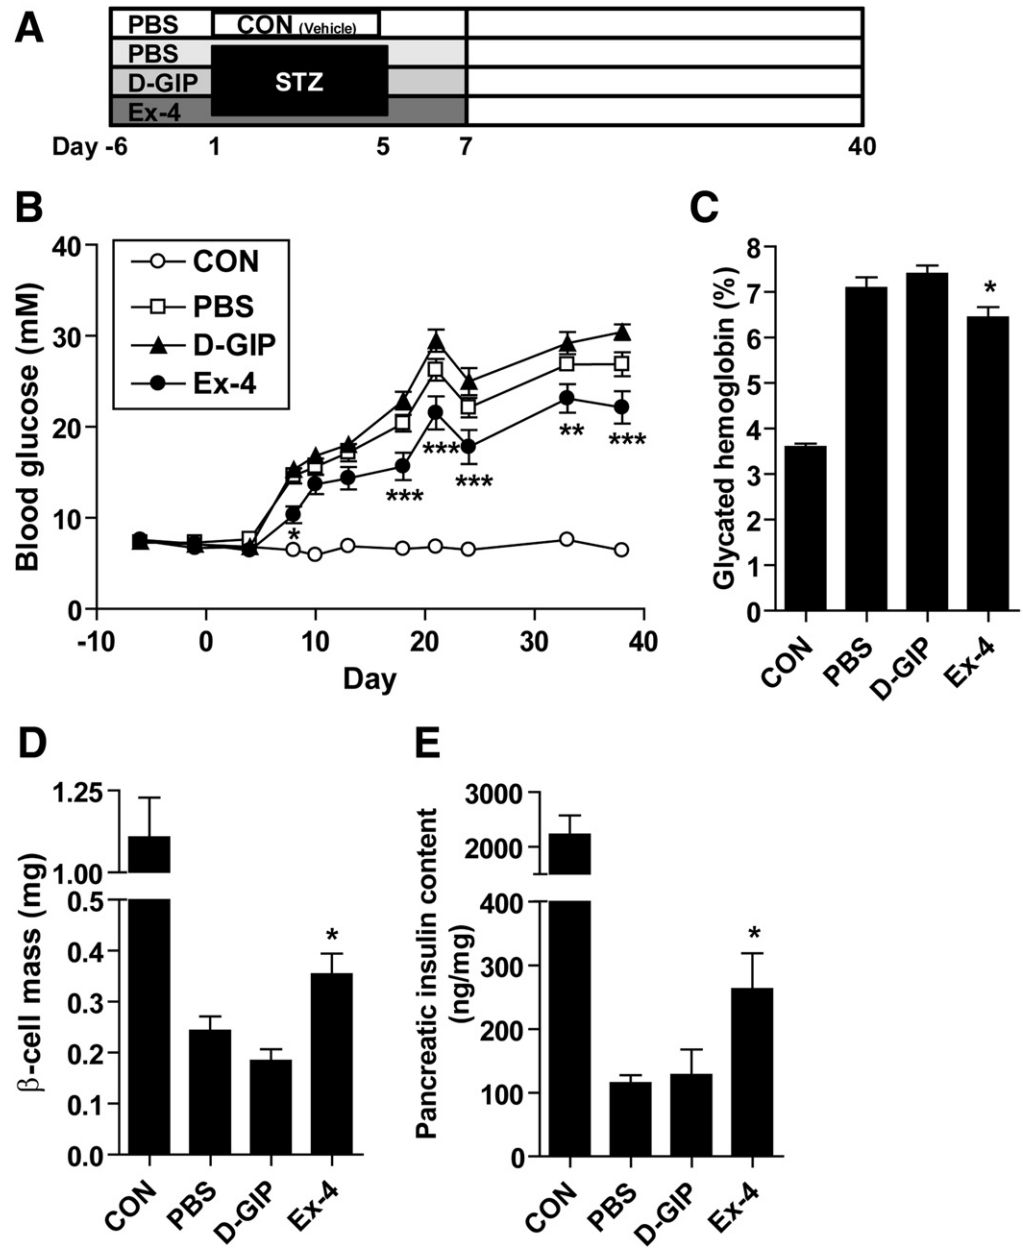 A
PBS CON (Vehicle)
PBS
D-GIP STZ
Ex-4
Day -6 1 5 7 40
B
Blood glucose (mM)
40
30
20
10
0
CON
PBS
D-GIP
Ex-4
*
***
***
***
**
***
-10 0 10 20 30 40
Day
C
Glycated hemoglobin (%)
8
7
6
5
4
3
2
1
0
*
CON PBS D-GIP Ex-4
D
β-cell mass (mg)
1.25
1.00
0.5
0.4
0.3
0.2
0.1
0.0
*
CON PBS D-GIP Ex-4
E
Pancreatic insulin content
(ng/mg)
3000
2000
400
300
200
100
0
*
CON PBS D-GIP Ex-4